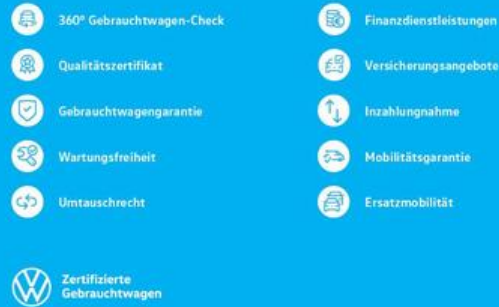 360° Gebrauchtwagen-Check
Qualitätszertifikat
Gebrauchtwagengarantie
Wartungsfreiheit
Umtauschrecht
Finanzdienstleistungen
Versicherungsangebote
Inzahlungnahme
Mobilitätsgarantie
Ersatzmobilität
Zertifizierte
Gebrauchtwagen